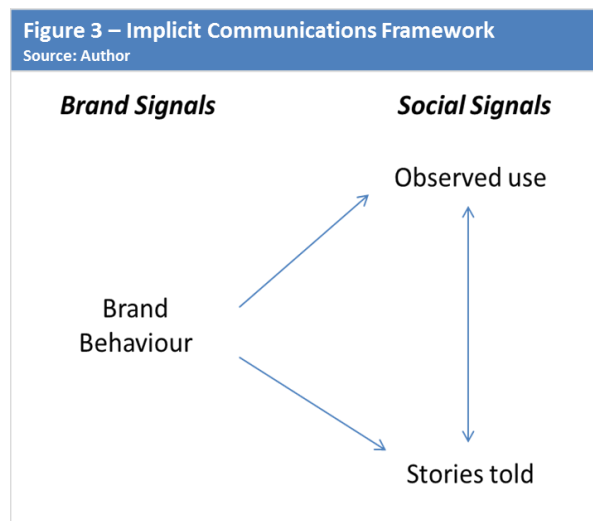 Figure 3 – Implicit Communications Framework
Source: Author
Brand Signals
Social Signals
Observed use
Brand
Behaviour
Stories told